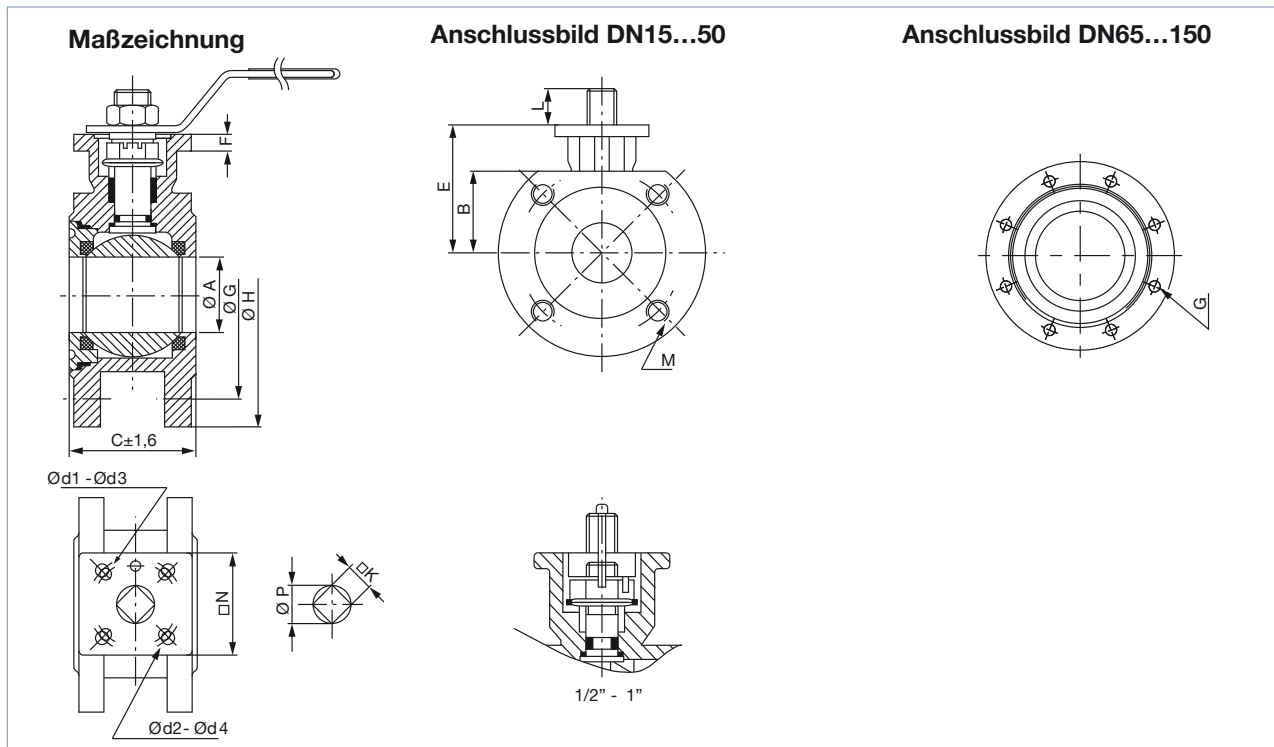 Maßzeichnung
Anschlussbild DN15...50
Anschlussbild DN65...150
F
Ø A
Ø G
Ø H
C±1,6
L
E
B
M
G
Ød1 -Ød3
□N
Ød2- Ød4
Ø P
□K
1/2” - 1”